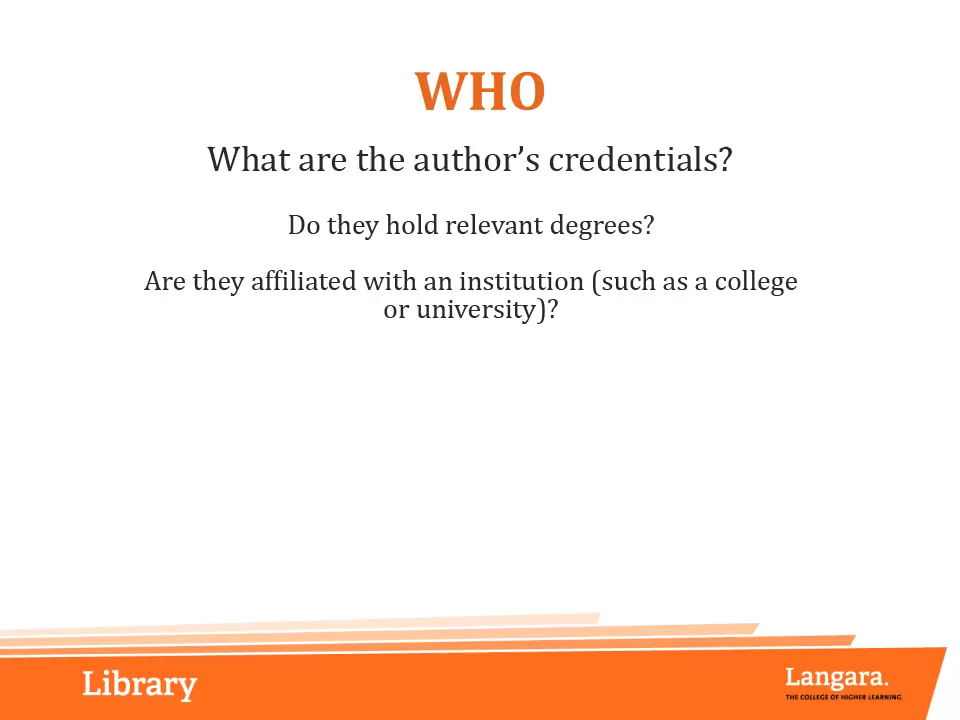 WHO
What are the author’s credentials?
Do they hold relevant degrees?
Are they affiliated with an institution (such as a college
or university)?
Library
Langara.
THE COLLEGE OF HIGHER LEARNING.